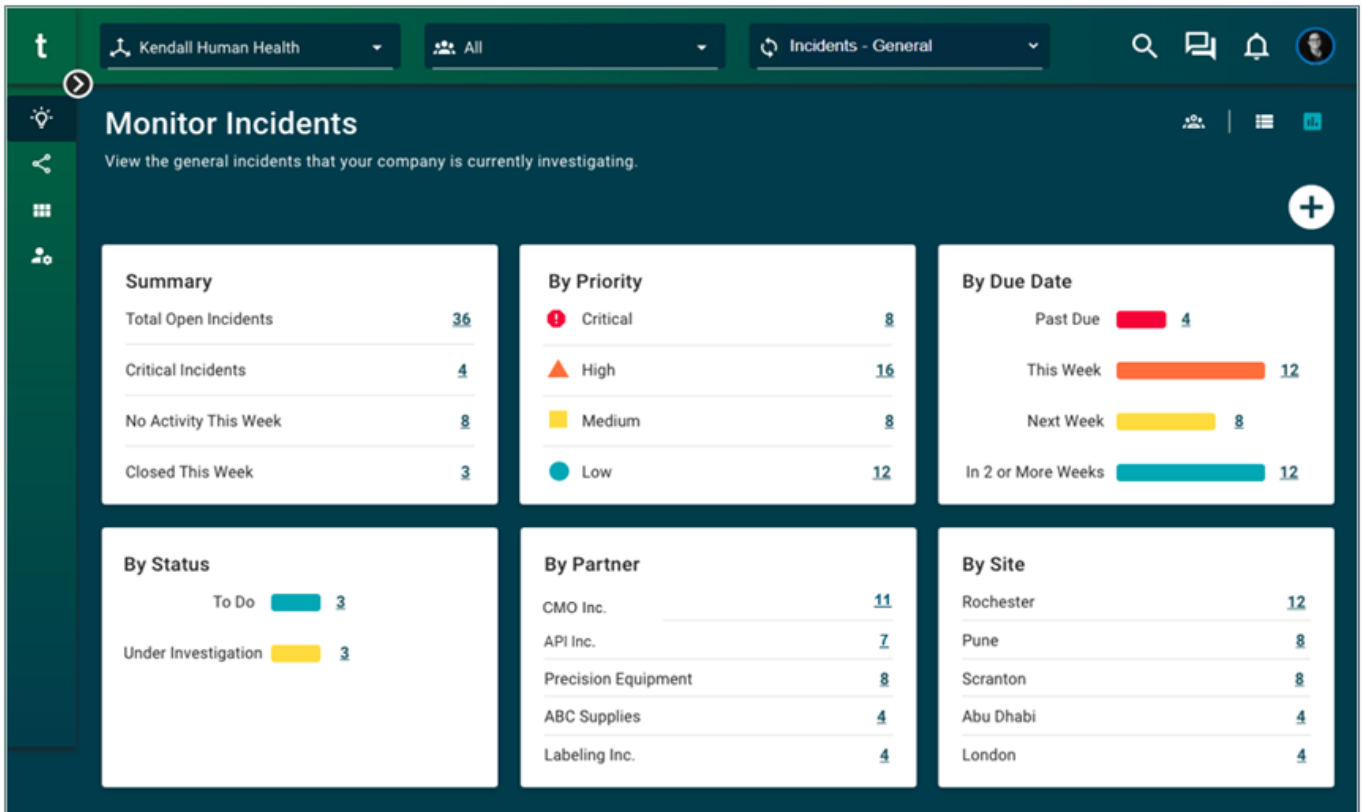 t
Kendall Human Health
All
Incidents - General
Monitor Incidents
View the general incidents that your company is currently investigating.
Summary
Total Open Incidents 36
Critical Incidents 4
No Activity This Week 8
Closed This Week 3
By Priority
Critical 8
High 16
Medium 8
Low 12
By Due Date
Past Due 4
This Week 12
Next Week 8
In 2 or More Weeks 12
By Status
To Do 3
Under Investigation 3
By Partner
CMO Inc. 11
API Inc. 7
Precision Equipment 8
ABC Supplies 4
Labeling Inc. 4
By Site
Rochester 12
Pune 8
Scranton 8
Abu Dhabi 4
London 4